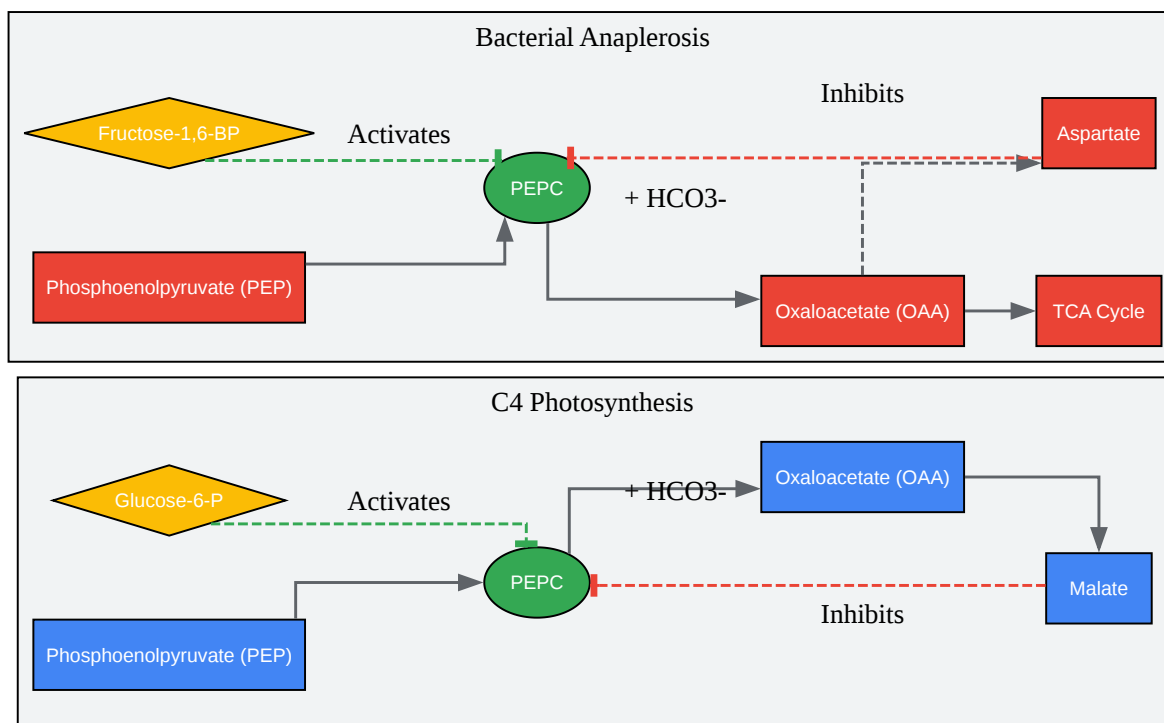 Bacterial Anaplerosis
Inhibits
Fructose-1,6-BP
Activates
Aspartate
PEPC
+ HCO3-
Phosphoenolpyruvate (PEP)
Oxaloacetate (OAA)
TCA Cycle
C4 Photosynthesis
Oxaloacetate (OAA)
Glucose-6-P
Activates
+ HCO3-
PEPC
Malate
Inhibits
Phosphoenolpyruvate (PEP)